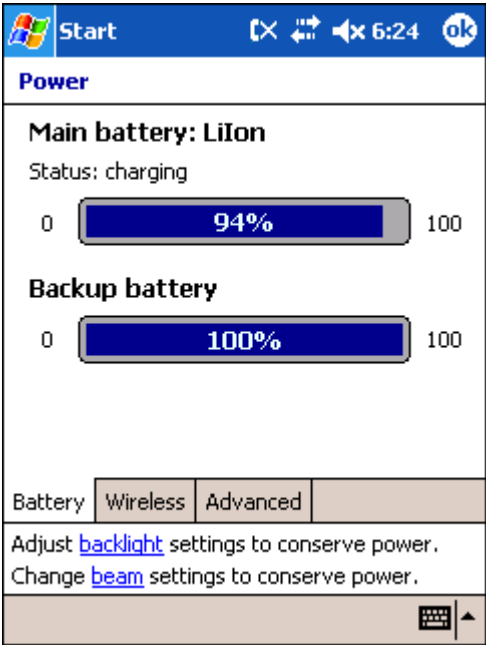 Start 6:24 ok
Power
Main battery: LiIon
Status: charging
0 94% 100
Backup battery
0 100% 100
Battery Wireless Advanced
Adjust backlight settings to conserve power.
Change beam settings to conserve power.